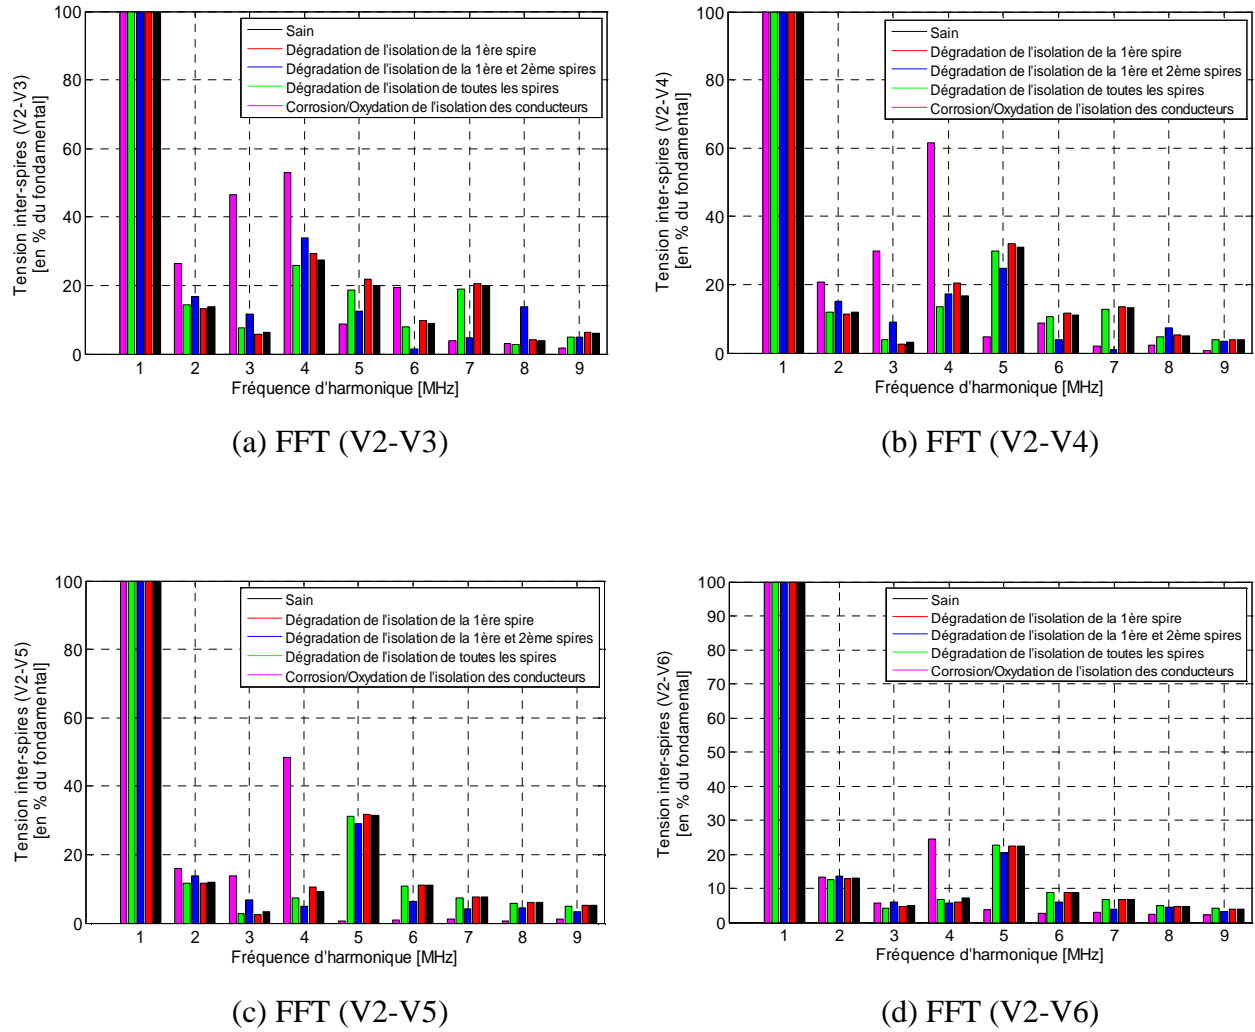 100
80
60
40
20
0
Tension inter-spires (V2-V3)
[en % du fondamental]
Sain
Dégradation de l'isolation de la 1ère spire
Dégradation de l'isolation de la 1ère et 2ème spires
Dégradation de l'isolation de toutes les spires
Corrosion/Oxydation de l'isolation des conducteurs
1 2 3 4 5 6 7 8 9
Fréquence d'harmonique [MHz]
(a) FFT (V2-V3)
100
80
60
40
20
0
Tension inter-spires (V2-V4)
[en % du fondamental]
Sain
Dégradation de l'isolation de la 1ère spire
Dégradation de l'isolation de la 1ère et 2ème spires
Dégradation de l'isolation de toutes les spires
Corrosion/Oxydation de l'isolation des conducteurs
1 2 3 4 5 6 7 8 9
Fréquence d'harmonique [MHz]
(b) FFT (V2-V4)
100
80
60
40
20
0
Tension inter-spires (V2-V5)
[en % du fondamental]
Sain
Dégradation de l'isolation de la 1ère spire
Dégradation de l'isolation de la 1ère et 2ème spires
Dégradation de l'isolation de toutes les spires
Corrosion/Oxydation de l'isolation des conducteurs
1 2 3 4 5 6 7 8 9
Fréquence d'harmonique [MHz]
(c) FFT (V2-V5)
100
90
80
70
60
50
40
30
20
10
0
Tension inter-spires (V2-V6)
[en % du fondamental]
Sain
Dégradation de l'isolation de la 1ère spire
Dégradation de l'isolation de la 1ère et 2ème spires
Dégradation de l'isolation de toutes les spires
Corrosion/Oxydation de l'isolation des conducteurs
1 2 3 4 5 6 7 8 9
Fréquence d'harmonique [MHz]
(d) FFT (V2-V6)